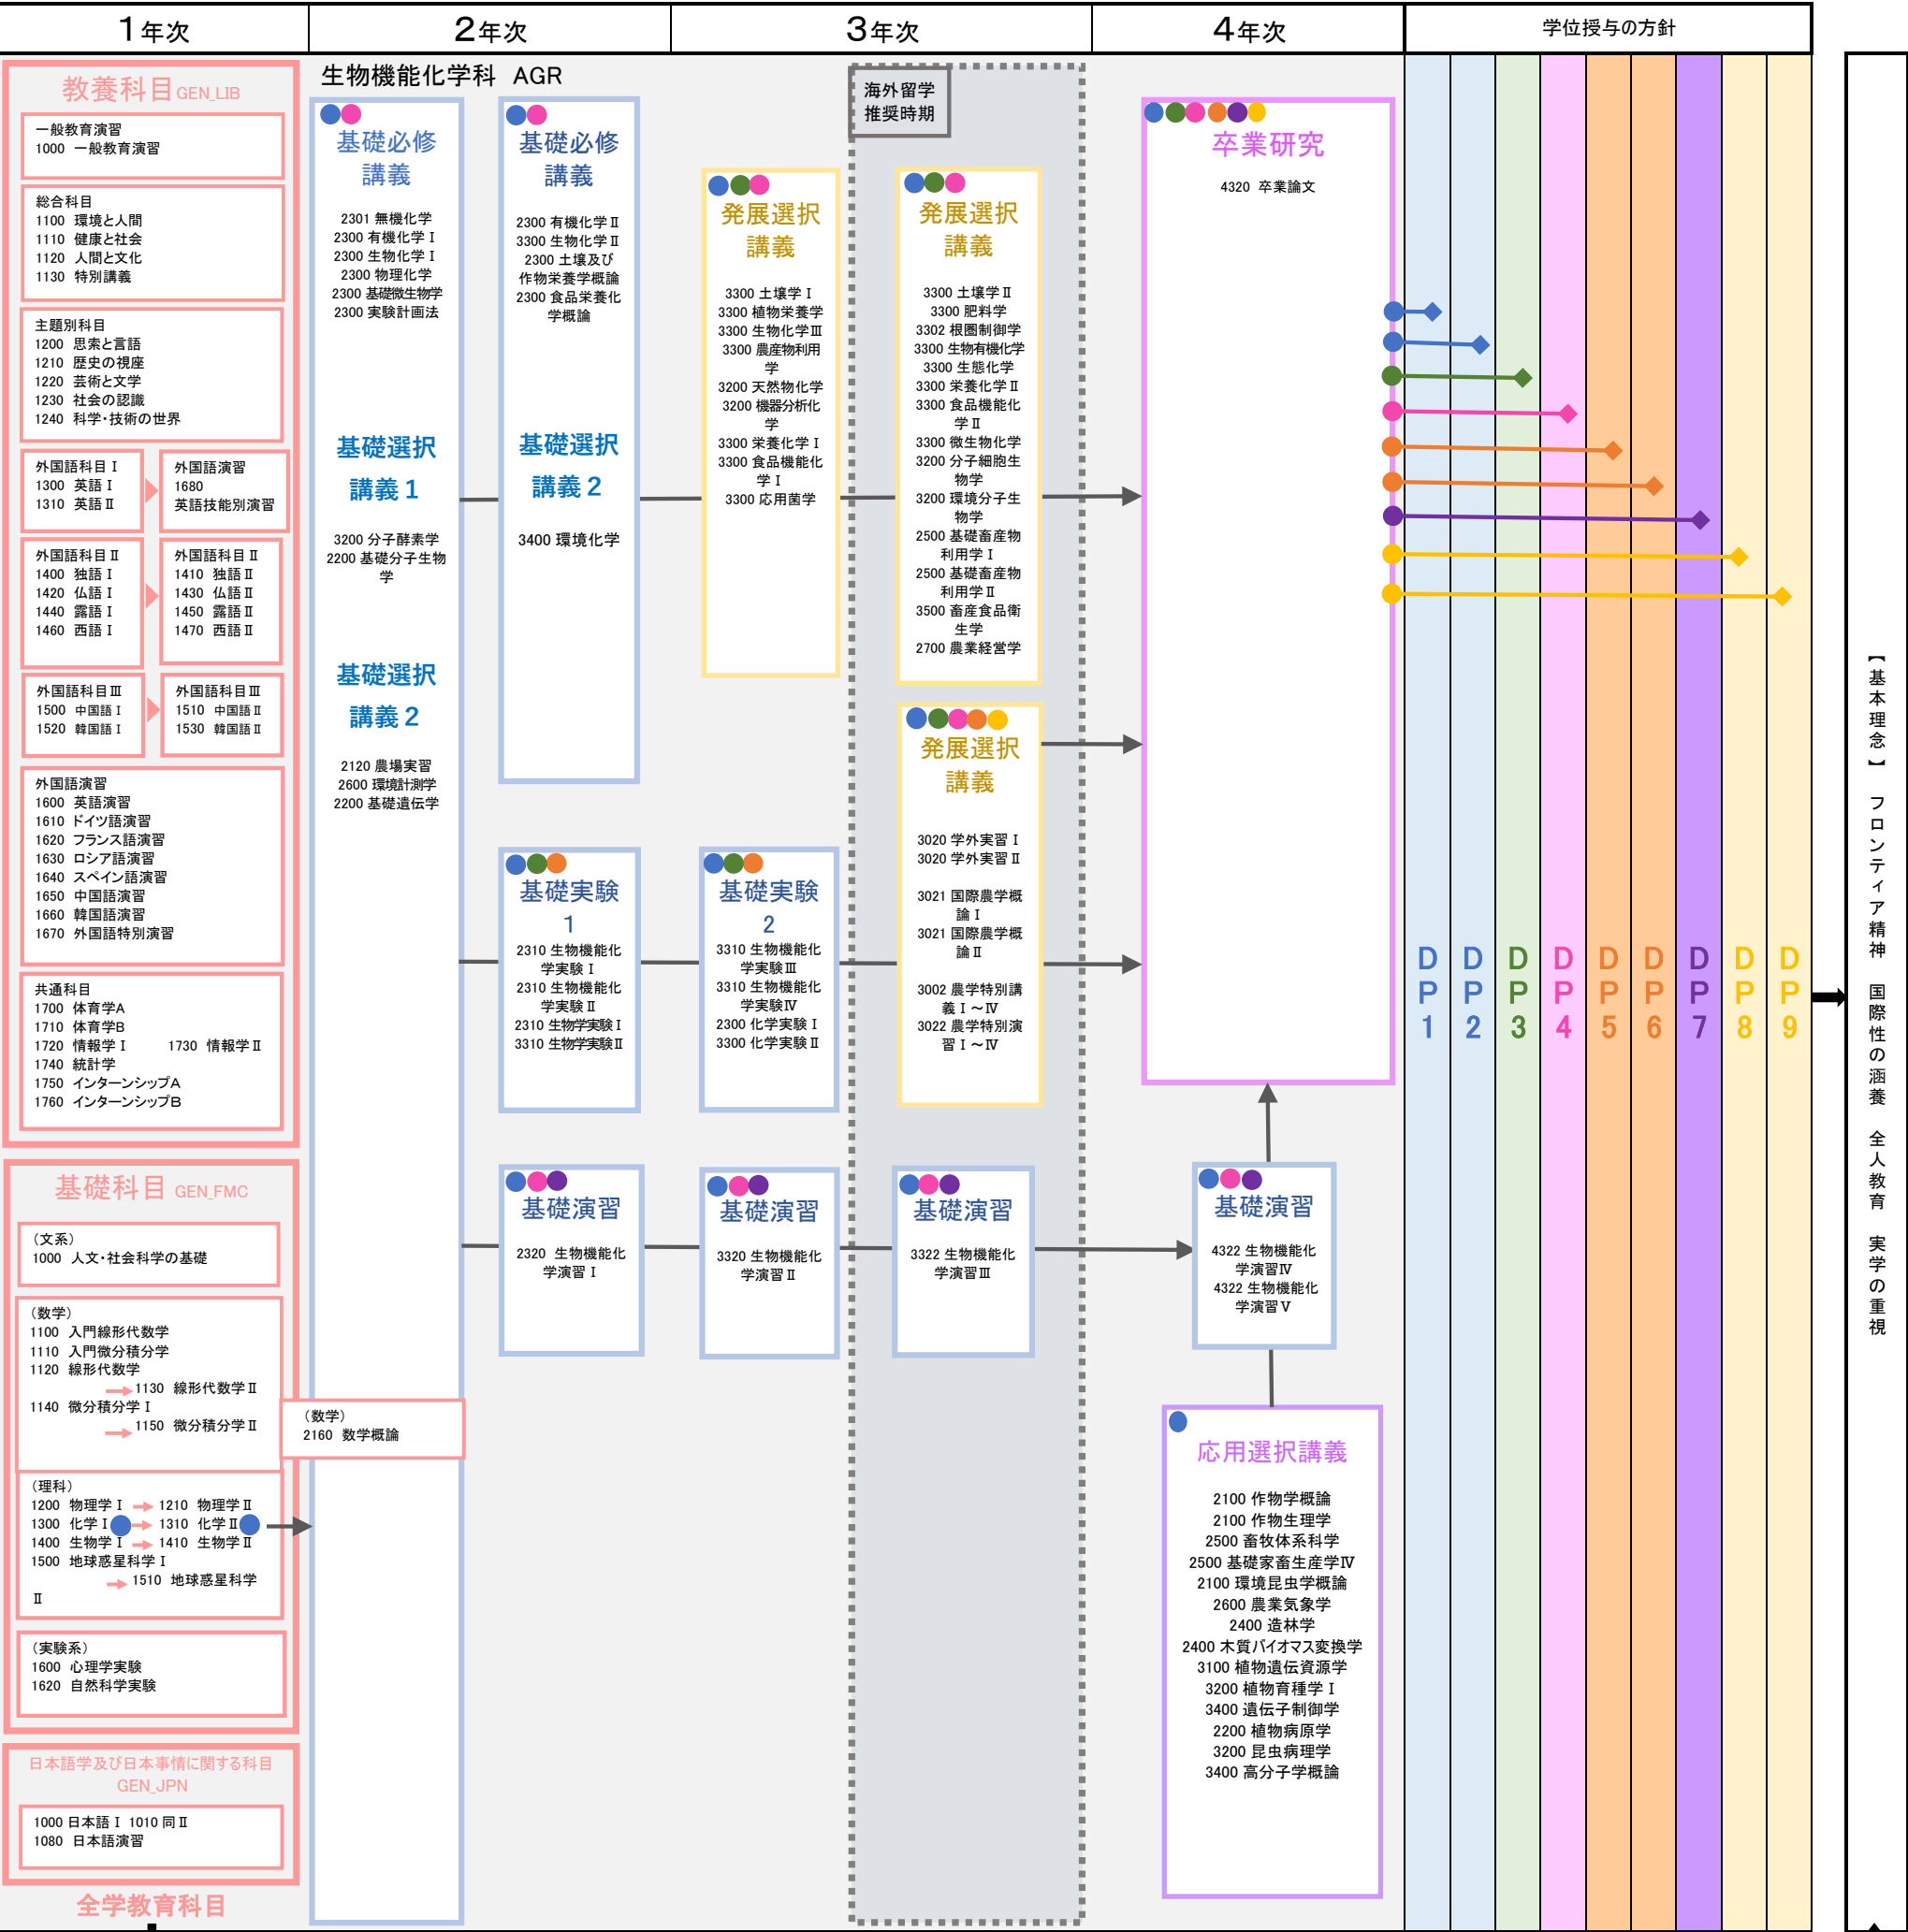 1年次
2年次
3年次
4年次
学位授与の方針
教養科目 GEN_LIB
一般教育演習
1000 一般教育演習
総合科目
1100 環境と人間
1110 健康と社会
1120 人間と文化
1130 特別講義
主題別科目
1200 思索と言語
1210 歴史の視座
1220 芸術と文学
1230 社会の認識
1240 科学・技術の世界
外国語科目Ⅰ
1300 英語Ⅰ
1310 英語Ⅱ
外国語演習
1680
英語技能別演習
外国語科目Ⅱ
1400 独語Ⅰ
1420 仏語Ⅰ
1440 露語Ⅰ
1460 西語Ⅰ
外国語科目Ⅱ
1410 独語Ⅱ
1430 仏語Ⅱ
1450 露語Ⅱ
1470 西語Ⅱ
外国語科目Ⅲ
1500 中国語Ⅰ
1520 韓国語Ⅰ
外国語科目Ⅲ
1510 中国語Ⅱ
1530 韓国語Ⅱ
外国語演習
1600 英語演習
1610 ドイツ語演習
1620 フランス語演習
1630 ロシア語演習
1640 スペイン語演習
1650 中国語演習
1660 韓国語演習
1670 外国語特別演習
共通科目
1700 体育学A
1710 体育学B
1720 情報学Ⅰ 1730 情報学Ⅱ
1740 統計学
1750 インターンシップA
1760 インターンシップB
基礎科目 GEN_FMC
（文系）
1000 人文・社会科学の基礎
（数学）
1100 入門線形代数学
1110 入門微分積分学
1120 線形代数学
1130 線形代数学Ⅱ
1140 微分積分学Ⅰ
1150 微分積分学Ⅱ
（数学）
2160 数学概論
（理科）
1200 物理学Ⅰ 1210 物理学Ⅱ
1300 化学Ⅰ 1310 化学Ⅱ
1400 生物学Ⅰ 1410 生物学Ⅱ
1500 地球惑星科学Ⅰ
1510 地球惑星科学
Ⅱ
（実験系）
1600 心理学実験
1620 自然科学実験
日本語学及び日本事情に関する科目
GEN_JPN
1000 日本語Ⅰ 1010 同Ⅱ
1080 日本語演習
全学教育科目
生物機能化学科 AGR
基礎必修
講義
2301 無機化学
2300 有機化学Ⅰ
2300 生物化学Ⅰ
2300 物理化学
2300 基礎微生物学
2300 実験計画法
基礎選択
講義1
3200 分子酵素学
2200 基礎分子生物
学
基礎選択
講義2
2120 農場実習
2600 環境計測学
2200 基礎遺伝学
基礎必修
講義
2300 有機化学Ⅱ
3300 生物化学Ⅱ
2300 土壌及び
作物栄養学概論
2300 食品栄養化
学概論
基礎選択
講義2
3400 環境化学
基礎実験
1
2310 生物機能化
学実験Ⅰ
2310 生物機能化
学実験Ⅱ
2310 生物学実験Ⅰ
3310 生物学実験Ⅱ
基礎演習
2320 生物機能化
学演習Ⅰ
発展選択
講義
3300 土壌学Ⅰ
3300 植物栄養学
3300 生物化学Ⅲ
3300 農産物利用
学
3200 天然物化学
3200 機器分析化
学
3300 栄養化学Ⅰ
3300 食品機能化
学Ⅰ
3300 応用菌学
基礎実験
2
3310 生物機能化
学実験Ⅲ
3310 生物機能化
学実験Ⅳ
2300 化学実験Ⅰ
3300 化学実験Ⅱ
基礎演習
3320 生物機能化
学演習Ⅱ
海外留学
推奨時期
発展選択
講義
3300 土壌学Ⅱ
3300 肥料学
3302 根圏制御学
3300 生物有機化学
3300 生態化学
3300 栄養化学Ⅱ
3300 食品機能化
学Ⅱ
3300 微生物化学
3200 分子細胞生
物学
3200 環境分子生
物学
2500 基礎畜産物
利用学Ⅰ
2500 基礎畜産物
利用学Ⅱ
3500 畜産食品衛
生学
2700 農業経営学
発展選択
講義
3020 学外実習Ⅰ
3020 学外実習Ⅱ
3021 国際農学概
論Ⅰ
3021 国際農学概
論Ⅱ
3002 農学特別講
義Ⅰ～Ⅳ
3022 農学特別演
習Ⅰ～Ⅳ
基礎演習
3322 生物機能化
学演習Ⅲ
卒業研究
4320 卒業論文
基礎演習
4322 生物機能化
学演習Ⅳ
4322 生物機能化
学演習Ⅴ
応用選択講義
2100 作物学概論
2100 作物生理学
2500 畜牧体系科学
2500 基礎家畜生産学Ⅳ
2100 環境昆虫学概論
2600 農業気象学
2400 造林学
2400 木質バイオマス変換学
3100 植物遺伝資源学
3200 植物育種学Ⅰ
3400 遺伝子制御学
2200 植物病原学
3200 昆虫病理学
3400 高分子学概論
DP1
DP2
DP3
DP4
DP5
DP6
DP7
DP8
DP9
【基本理念】 フロンティア精神 国際性の涵養 全人教育 実学の重視